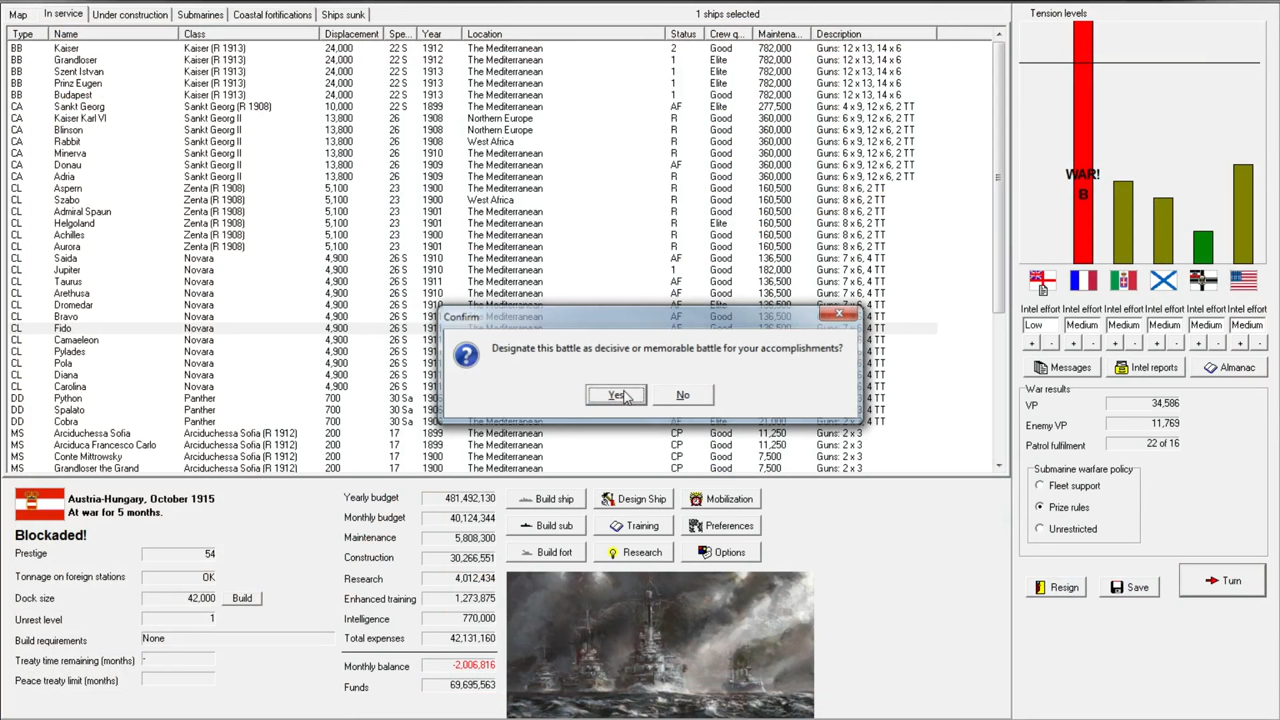 Map In service Under construction Submarines Coastal fortifications Ships sunk 1 ships selected
Type Name Class Displacement Spe... Year Location Status Crew q... Maintena... Description
BB Kaiser Kaiser (R 1913) 24,000 22 S 1912 The Mediterranean 2 Good 782,000 Guns: 12 x 13, 14 x 6
BB Grandloser Kaiser (R 1913) 24,000 22 S 1912 The Mediterranean 1 Elite 782,000 Guns: 12 x 13, 14 x 6
BB Szent Istvan Kaiser (R 1913) 24,000 22 S 1913 The Mediterranean 1 Elite 782,000 Guns: 12 x 13, 14 x 6
BB Prinz Eugen Kaiser (R 1913) 24,000 22 S 1913 The Mediterranean 1 Elite 782,000 Guns: 12 x 13, 14 x 6
BB Budapest Kaiser (R 1913) 24,000 22 S 1913 The Mediterranean 1 Good 782,000 Guns: 12 x 13, 14 x 6
CA Sankt Georg Sankt Georg (R 1908) 10,000 22 S 1899 The Mediterranean AF Elite 277,500 Guns: 4 x 9, 12 x 6, 2 TT
CA Kaiser Karl VI Sankt Georg II 13,800 26 1908 Northern Europe R Good 360,000 Guns: 6 x 9, 12 x 6, 2 TT
CA Blinson Sankt Georg II 13,800 26 1909 Northern Europe R Good 360,000 Guns: 6 x 9, 12 x 6, 2 TT
CA Rabbit Sankt Georg II 13,800 26 1908 West Africa R Good 360,000 Guns: 6 x 9, 12 x 6, 2 TT
CA Minerva Sankt Georg II 13,800 26 1910 The Mediterranean R Good 360,000 Guns: 6 x 9, 12 x 6, 2 TT
CA Donau Sankt Georg II 13,800 26 1909 The Mediterranean AF Good 360,000 Guns: 6 x 9, 12 x 6, 2 TT
CA Adria Sankt Georg II 13,800 26 1909 The Mediterranean R Good 360,000 Guns: 6 x 9, 12 x 6, 2 TT
CL Aspern Zenta (R 1908) 5,100 23 1900 The Mediterranean R Good 160,500 Guns: 8 x 6, 2 TT
CL Szabo Zenta (R 1908) 5,100 23 1900 West Africa R Good 160,500 Guns: 8 x 6, 2 TT
CL Admiral Spaun Zenta (R 1908) 5,100 23 1901 The Mediterranean R Good 160,500 Guns: 8 x 6, 2 TT
CL Helgoland Zenta (R 1908) 5,100 23 1901 The Mediterranean R Elite 160,500 Guns: 8 x 6, 2 TT
CL Achilles Zenta (R 1908) 5,100 23 1900 The Mediterranean R Good 160,500 Guns: 8 x 6, 2 TT
CL Aurora Zenta (R 1908) 5,100 23 1901 The Mediterranean R Good 160,500 Guns: 8 x 6, 2 TT
CL Saida Novara 4,900 26 S 1910 The Mediterranean AF Good 136,500 Guns: 7 x 6, 4 TT
CL Jupiter Novara 4,900 26 S 1910 The Mediterranean 1 Good 182,000 Guns: 7 x 6, 4 TT
CL Taurus Novara 4,900 26 S 1911 The Mediterranean AF Good 136,500 Guns: 7 x 6, 4 TT
CL Arethusa Novara 4,900 26 S 1910 The Mediterranean AF Good 136,500 Guns: 7 x 6, 4 TT
CL Dromedar Novara 4,900 26 S
CL Bravo Novara 4,900 26 S
CL Fido Novara 4,900 26 S
CL Camaeleon Novara 4,900 26 S
CL Pylades Novara 4,900 26 S
CL Pola Novara 4,900 26 S
CL Diana Novara 4,900 26 S
CL Carolina Novara 4,900 26 S
DD Python Panther 700 30 Sa
DD Spalato Panther 700 30 Sa
DD Cobra Panther 700 30 Sa
MS Arciduchessa Sofia Arciduchessa Sofia (R 1912) 200 17 1899 The Mediterranean CP Good 11,250 Guns: 2 x 3
MS Arciduca Francesco Carlo Arciduchessa Sofia (R 1912) 200 17 1899 The Mediterranean CP Good 11,250 Guns: 2 x 3
MS Conte Mittrowsky Arciduchessa Sofia (R 1912) 200 17 1900 The Mediterranean CP Good 7,500 Guns: 2 x 3
MS Grandloser the Grand Arciduchessa Sofia (R 1912) 200 17 1899 The Mediterranean CP Good 7,500 Guns: 2 x 3
Confirm
Designate this battle as decisive or memorable battle for your accomplishments?
Yes No
Tension levels
WAR!
B
Intel effort Intel effort Intel effort Intel effort Intel effort Intel effort
Low Medium Medium Medium Medium Medium
+ - + - + - + - + - + -
Messages Intel reports Almanac
War results
VP 34,586
Enemy VP 11,769
Patrol fulfilment 22 of 16
Submarine warfare policy
Fleet support
Prize rules
Unrestricted
Resign Save Turn
Austria-Hungary, October 1915
At war for 5 months.
Blockaded!
Prestige 54
Tonnage on foreign stations OK
Dock size 42,000 Build
Unrest level 1
Build requirements None
Treaty time remaining (months) -
Peace treaty limit (months)
Yearly budget 481,492,130
Monthly budget 40,124,344
Maintenance 5,808,300
Construction 30,266,551
Research 4,012,434
Enhanced training 1,273,875
Intelligence 770,000
Total expenses 42,131,160
Monthly balance -2,006,816
Funds 69,695,563
Build ship Design Ship Mobilization
Build sub Training Preferences
Build fort Research Options